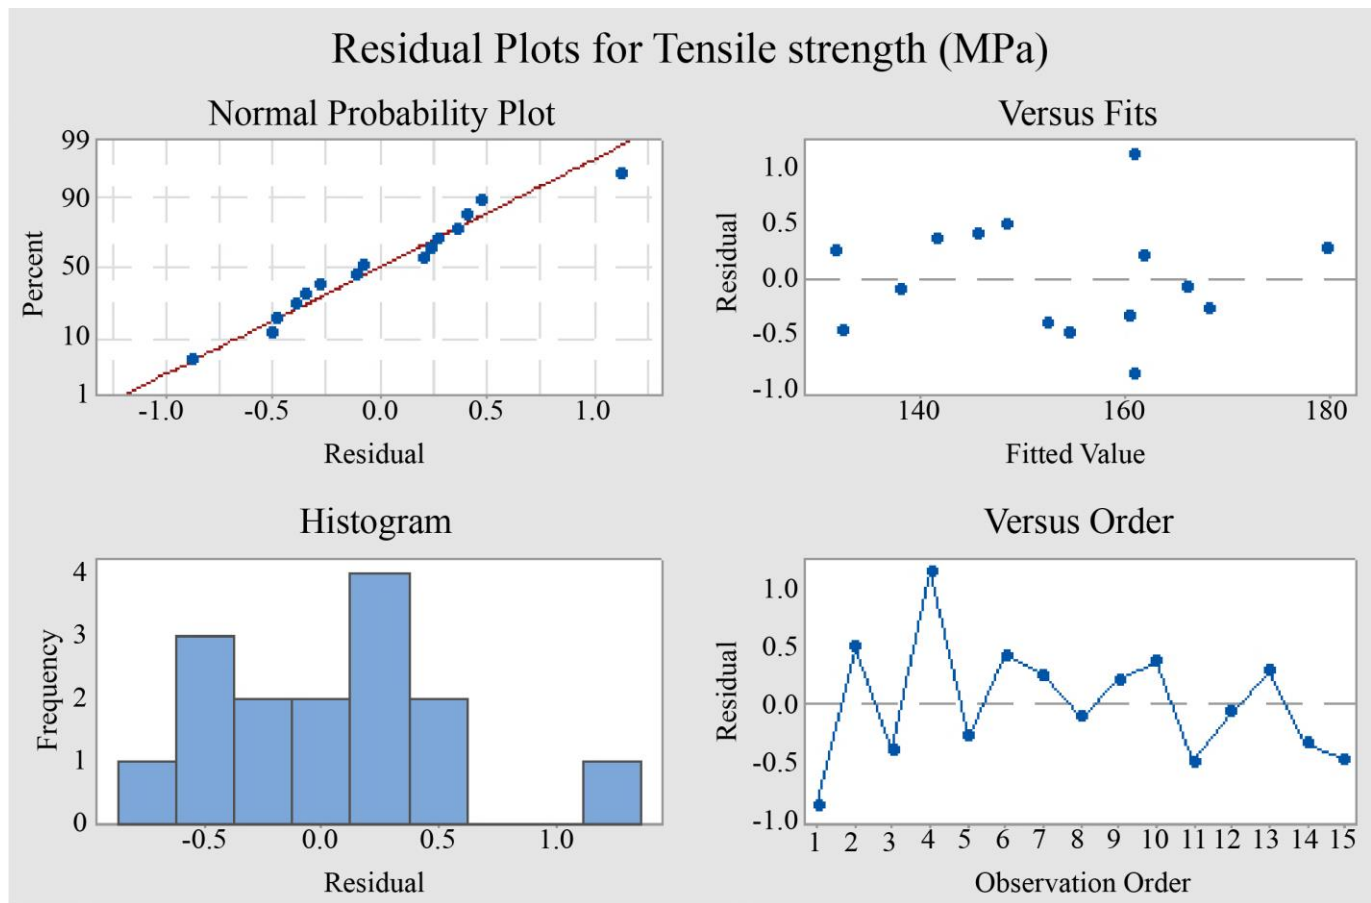 Residual Plots for Tensile strength (MPa)
Normal Probability Plot
Percent
99
90
50
10
1
-1.0 -0.5 0.0 0.5 1.0
Residual
Versus Fits
Residual
1.0
0.5
0.0
-0.5
-1.0
140 160 180
Fitted Value
Histogram
Frequency
4
3
2
1
0
-0.5 0.0 0.5 1.0
Residual
Versus Order
Residual
1.0
0.5
0.0
-0.5
-1.0
1 2 3 4 5 6 7 8 9 10 11 12 13 14 15
Observation Order